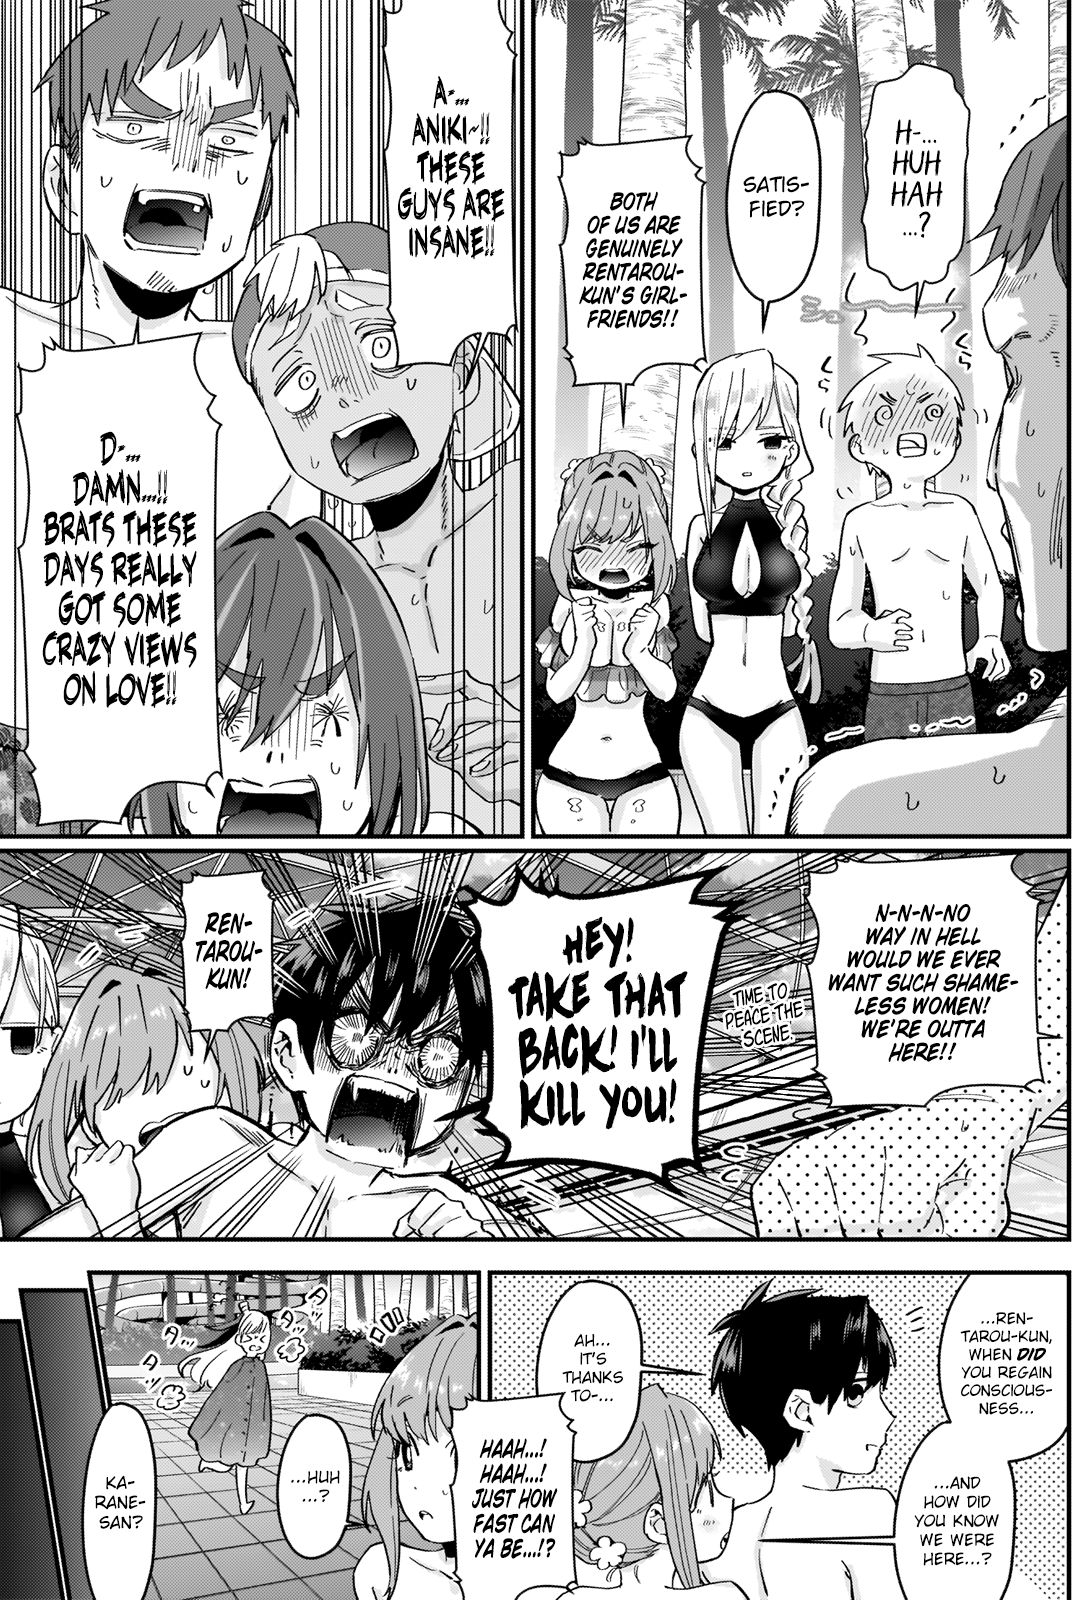 H-...
HUH
HAH
...?
SATIS-
FIED?
BOTH
OF US ARE
GENUINELY
RENTAROU-
KUN'S GIRL-
FRIENDS!!
A-...
ANIKI~!!
THESE
GUYS ARE
INSANE!!
D-...
DAMN...!!
BRATS THESE
DAYS REALLY
GOT SOME
CRAZY VIEWS
ON LOVE!!
N-N-N-NO
WAY IN HELL
WOULD WE EVER
WANT SUCH SHAME-
LESS WOMEN!
WE'RE OUTTA
HERE!!
TIME TO
PEACE THE
SCENE.
HEY!
TAKE THAT
BACK! I'LL
KILL YOU!
REN-
TAROU-
KUN!
...REN-
TAROU-KUN,
WHEN DID
YOU REGAIN
CONSCIOUS-
NESS...
...AND
HOW DID
YOU KNOW
WE WERE
HERE...?
AH...
IT'S
THANKS
TO-...
HAAH...!
HAAH...!
JUST HOW
FAST CAN
YA BE...!?
...HUH
...?
KA-
RANE-
SAN?